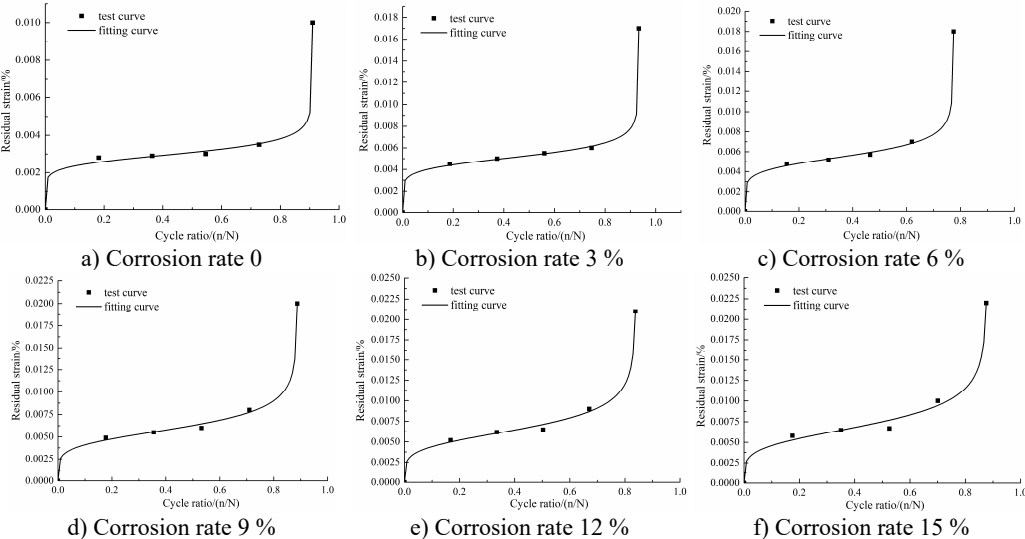 0.010
0.008
0.006
0.004
0.002
0.000
Residual strain/%
test curve
fitting curve
0.0 0.2 0.4 0.6 0.8 1.0
Cycle ratio/(n/N)
a) Corrosion rate 0
0.018
0.016
0.014
0.012
0.010
0.008
0.006
0.004
0.002
0.000
Residual strain/%
test curve
fitting curve
0.0 0.2 0.4 0.6 0.8 1.0
Cycle ratio/(n/N)
b) Corrosion rate 3 %
0.020
0.018
0.016
0.014
0.012
0.010
0.008
0.006
0.004
0.002
0.000
Residual strain/%
test curve
fitting curve
0.0 0.2 0.4 0.6 0.8 1.0
Cycle ratio/(n/N)
c) Corrosion rate 6 %
0.0225
0.0200
0.0175
0.0150
0.0125
0.0100
0.0075
0.0050
0.0025
0.0000
Residual strain/%
test curve
fitting curve
0.0 0.2 0.4 0.6 0.8 1.0
Cycle ratio/(n/N)
d) Corrosion rate 9 %
0.0250
0.0225
0.0200
0.0175
0.0150
0.0125
0.0100
0.0075
0.0050
0.0025
0.0000
Residual strain/%
test curve
fitting curve
0.0 0.2 0.4 0.6 0.8 1.0
Cycle ratio/(n/N)
e) Corrosion rate 12 %
0.0250
0.0225
0.0200
0.0175
0.0150
0.0125
0.0100
0.0075
0.0050
0.0025
0.0000
Residual strain/%
test curve
fitting curve
0.0 0.2 0.4 0.6 0.8 1.0
Cycle ratio/(n/N)
f) Corrosion rate 15 %